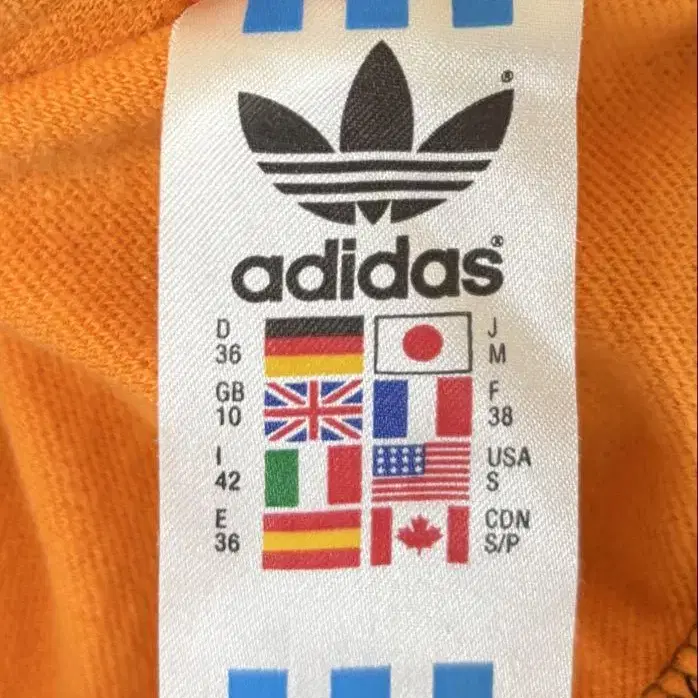 ®
adidas®
D
36
J
M
GB
10
F
38
I
42
USA
S
E
36
CDN
S/P